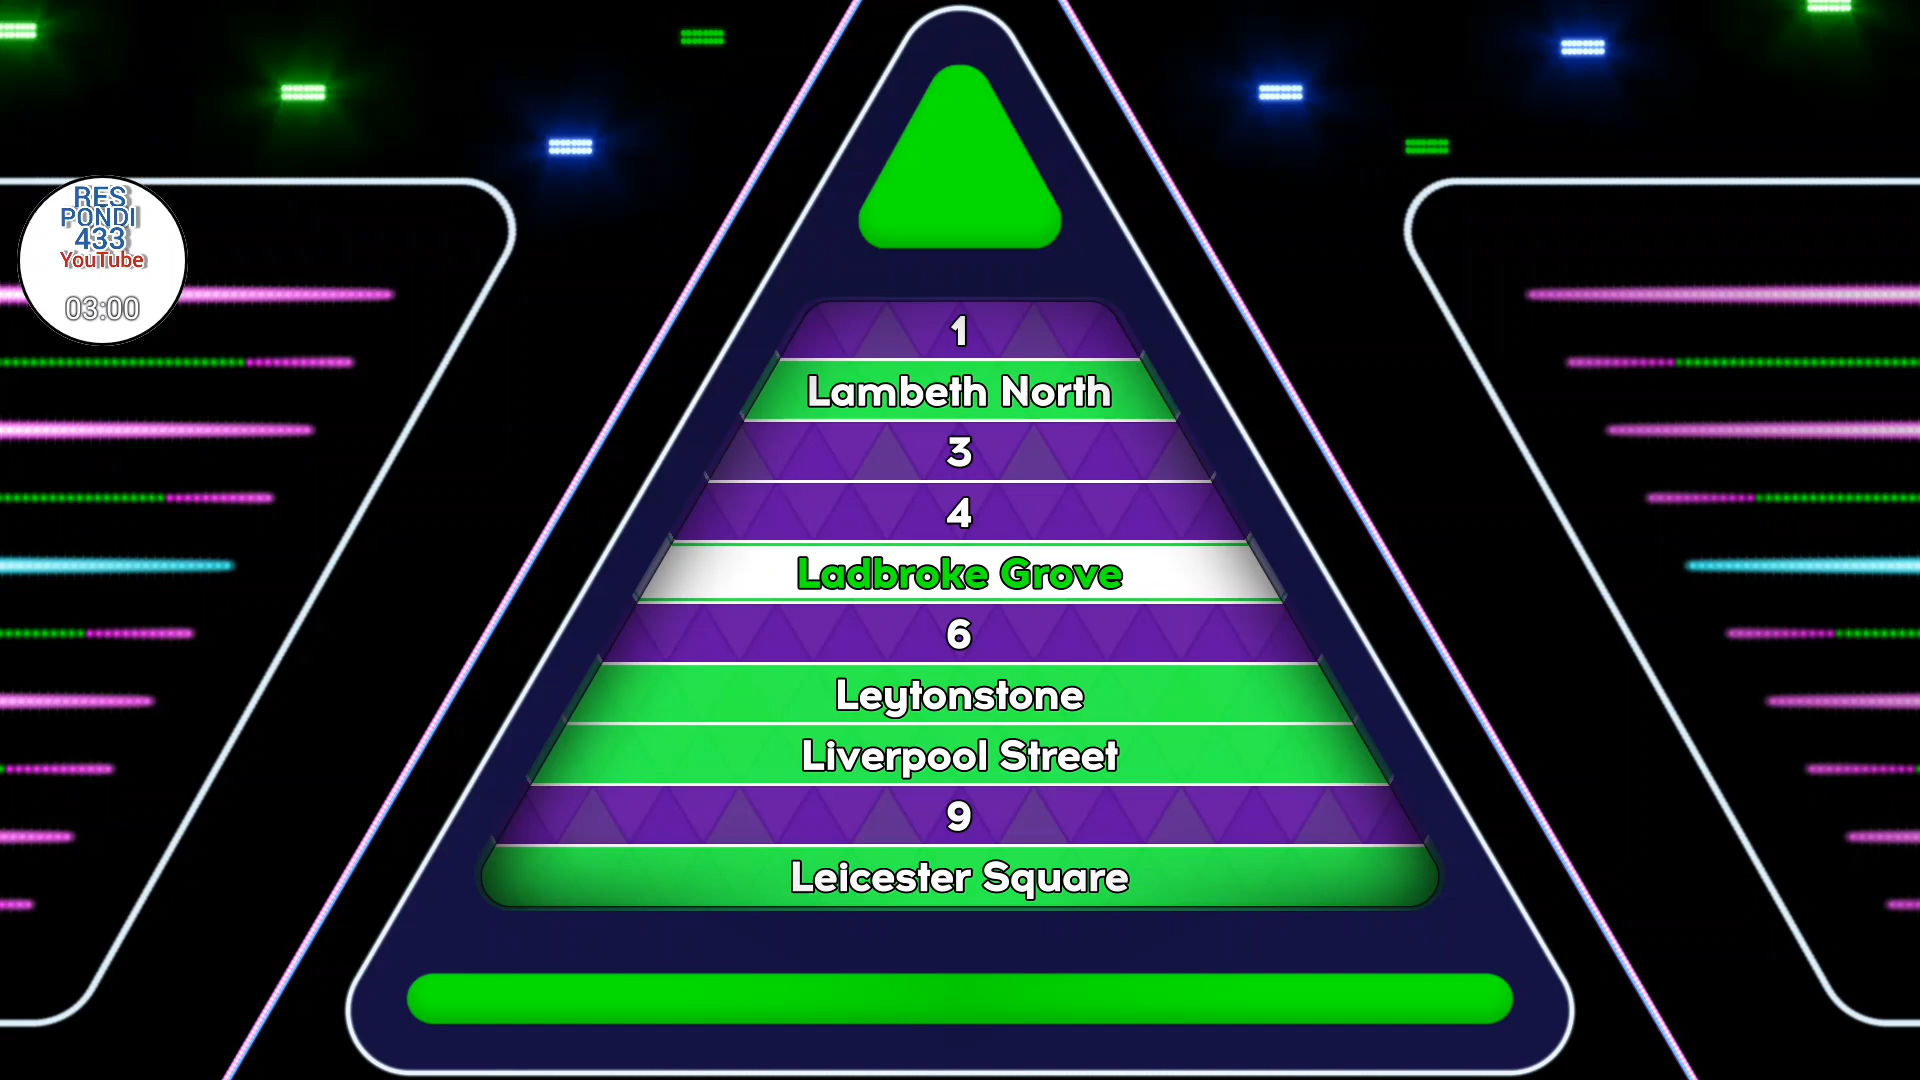 RES
PONDI
433
YouTube
03:00
1
Lambeth North
3
4
Ladbroke Grove
6
Leytonstone
Liverpool Street
9
Leicester Square